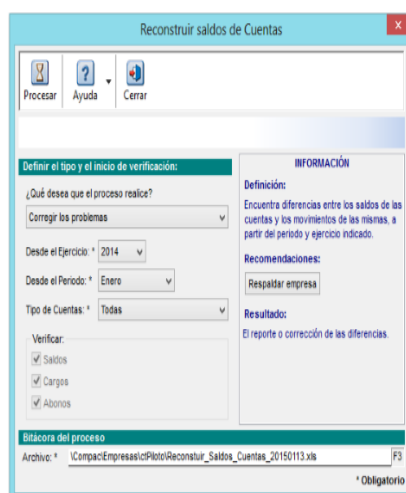 Reconstruir saldos de Cuentas
x
Procesar
Ayuda
Cerrar
Definir el tipo y el inicio de verificación:
¿Qué desea que el proceso realice?
Corregir los problemas
Desde el Ejercicio: * 2014
Desde el Periodo: * Enero
Tipo de Cuentas: * Todas
Verificar:
Saldos
Cargos
Abonos
INFORMACIÓN
Definición:
Encuentra diferencias entre los saldos de las
cuentas y los movimientos de las mismas, a
partir del periodo y ejercicio indicado.
Recomendaciones:
Respaldar empresa
Resultado:
El reporte o corrección de las diferencias.
Bitácora del proceso
Archivo: * \Compac\Empresas\ctPiloto\Reconstuir_Saldos_Cuentas_20150113.xls F3
* Obligatorio